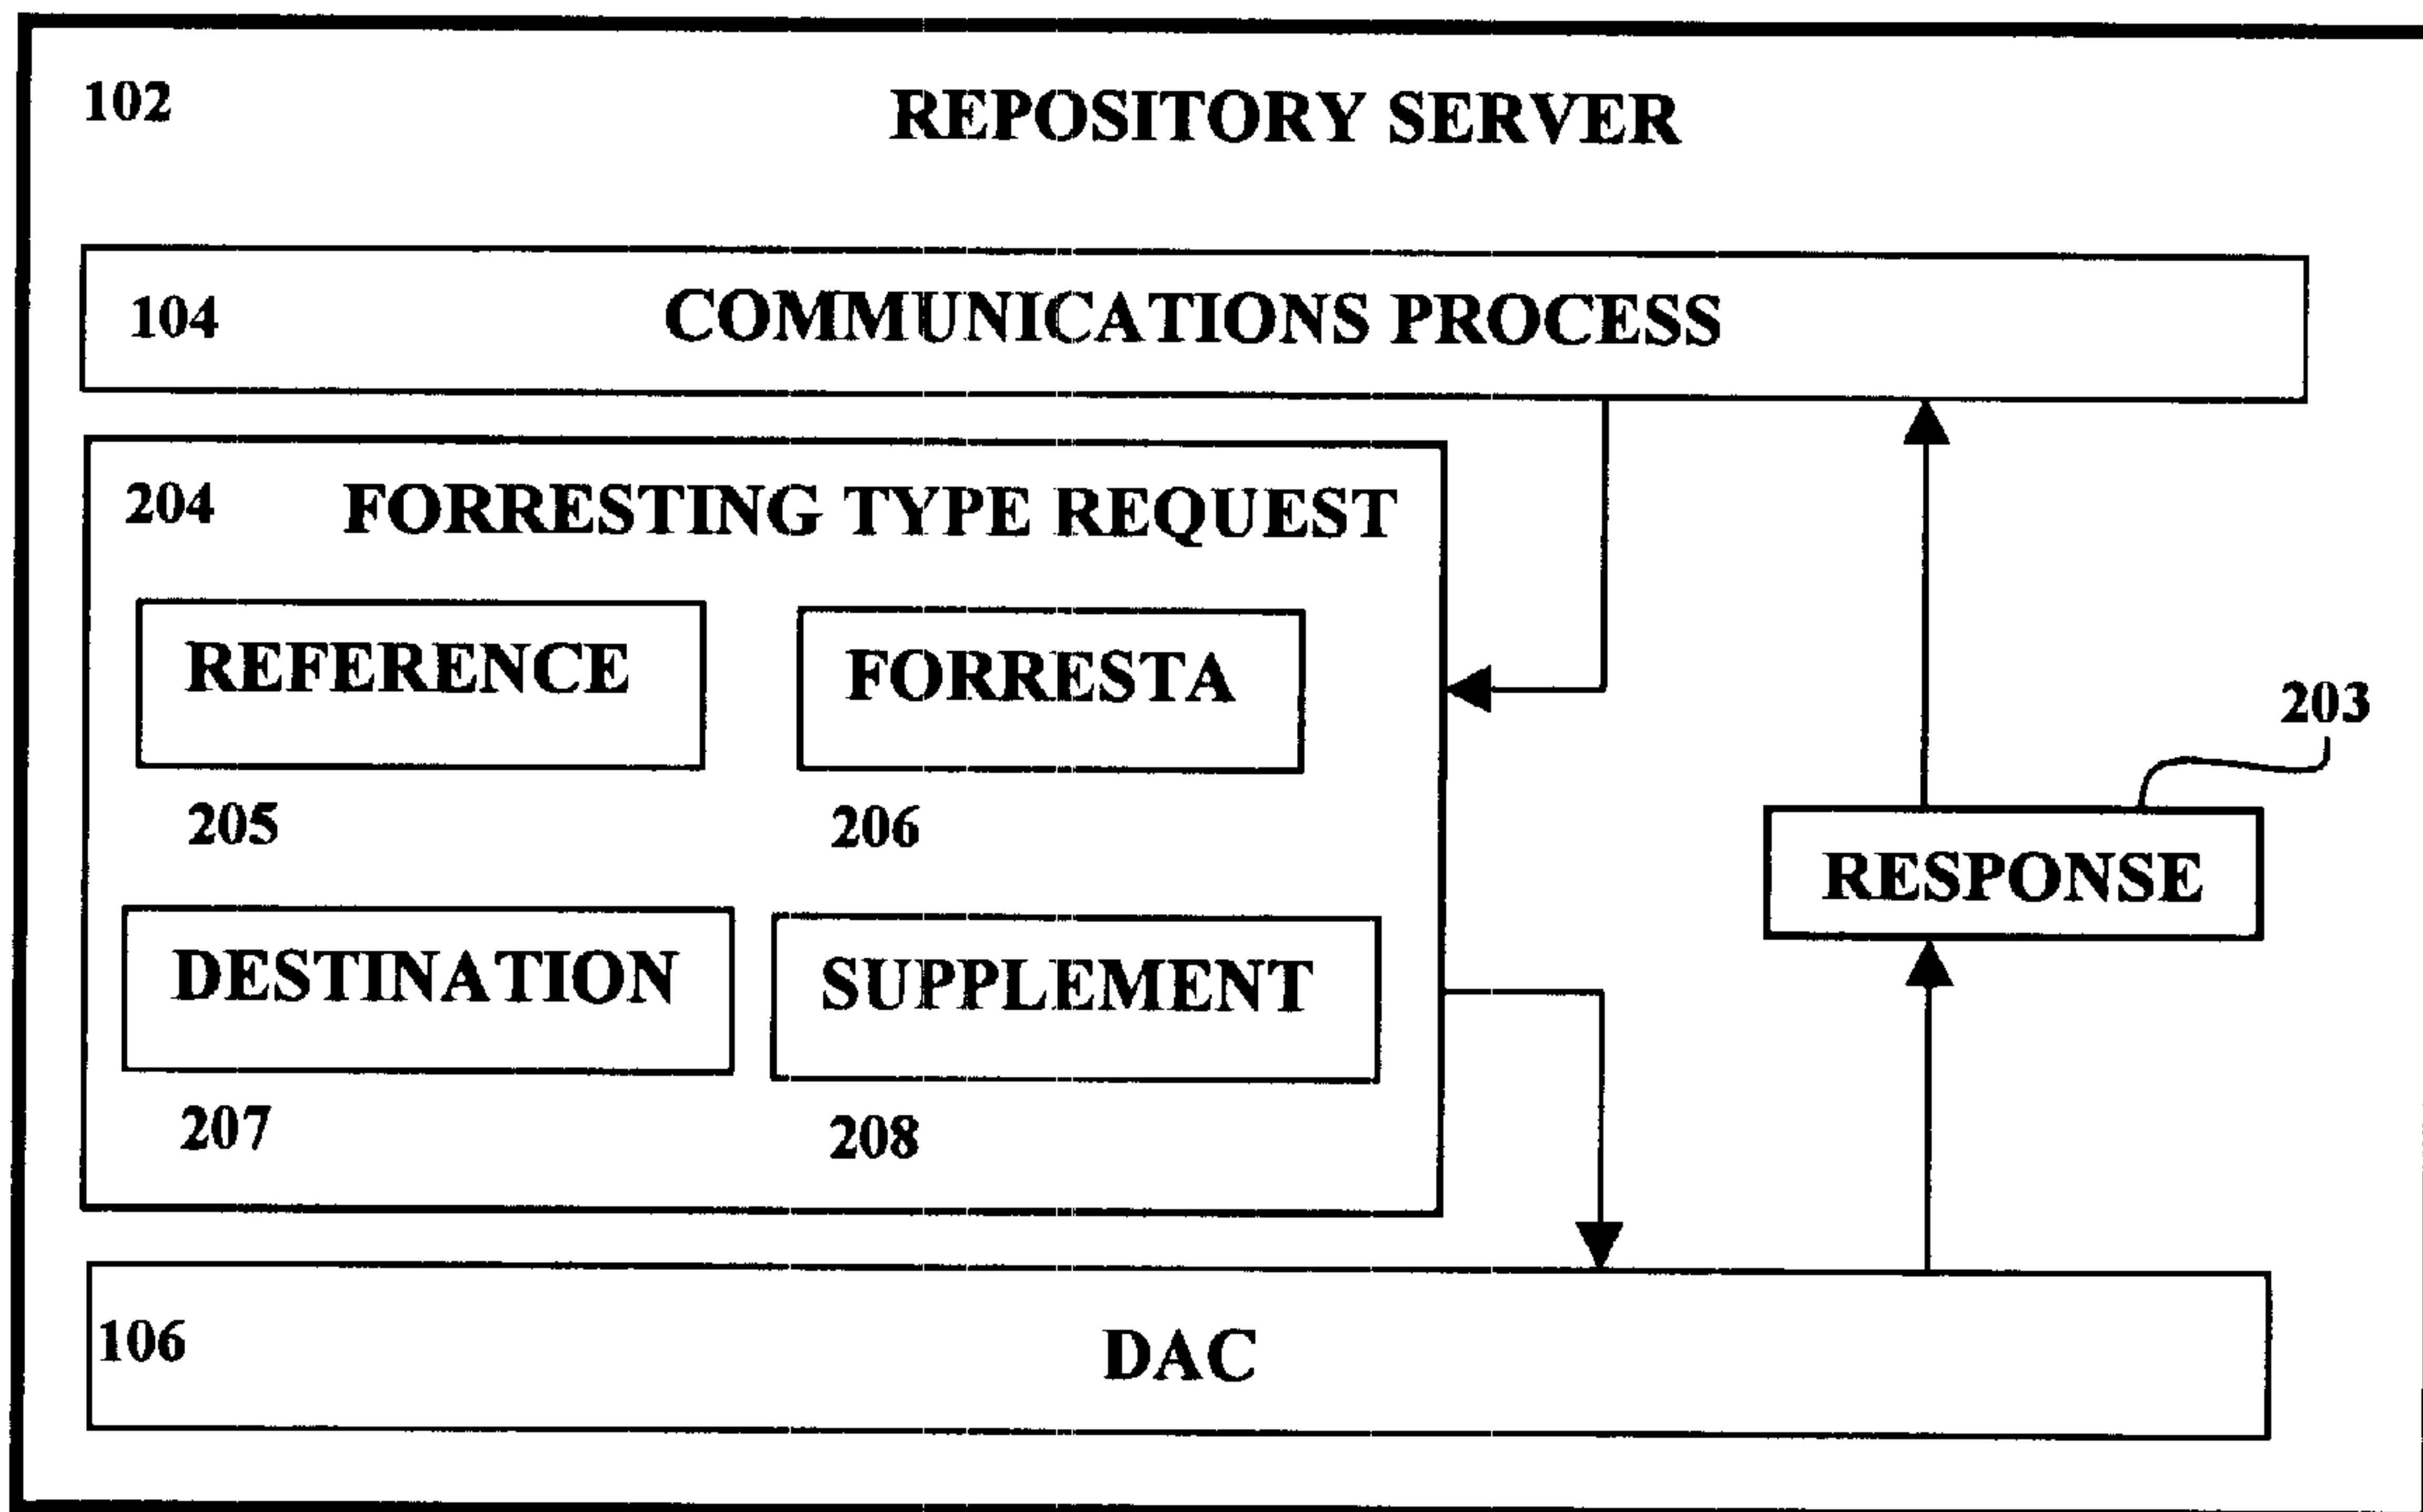 102 REPOSITORY SERVER
104 COMMUNICATIONS PROCESS
204 FORRESTING TYPE REQUEST
REFERENCE FORRESTA
205 206
203
RESPONSE
DESTINATION SUPPLEMENT
207 208
106 DAC